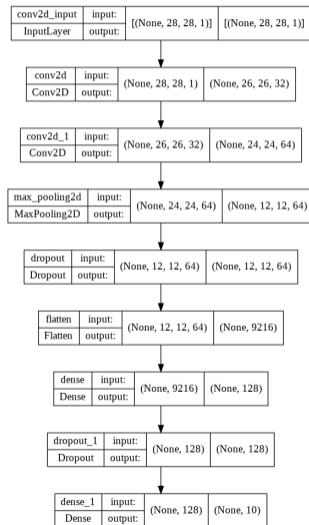 conv2d_input input: [(None, 28, 28, 1)] [(None, 28, 28, 1)]
InputLayer output:
conv2d input: (None, 28, 28, 1) (None, 26, 26, 32)
Conv2D output:
conv2d_1 input: (None, 26, 26, 32) (None, 24, 24, 64)
Conv2D output:
max_pooling2d input: (None, 24, 24, 64) (None, 12, 12, 64)
MaxPooling2D output:
dropout input: (None, 12, 12, 64) (None, 12, 12, 64)
Dropout output:
flatten input: (None, 12, 12, 64) (None, 9216)
Flatten output:
dense input: (None, 9216) (None, 128)
Dense output:
dropout_1 input: (None, 128) (None, 128)
Dropout output:
dense_1 input: (None, 128) (None, 10)
Dense output: